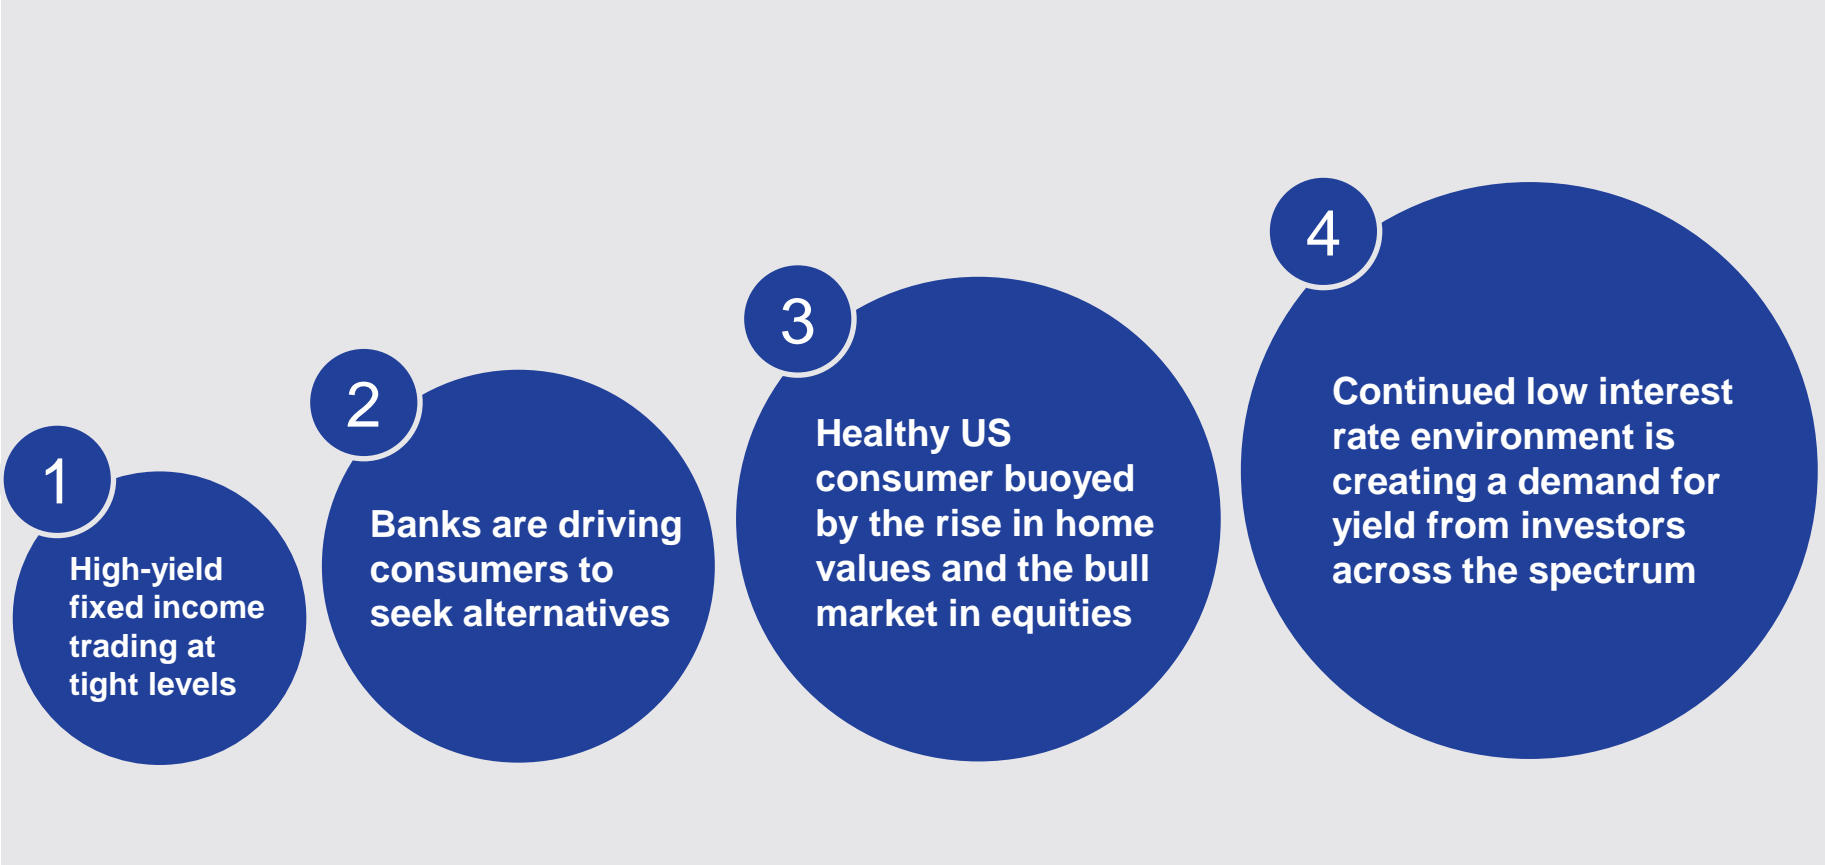 1
High-yield
fixed income
trading at
tight levels
2
Banks are driving
consumers to
seek alternatives
3
Healthy US
consumer buoyed
by the rise in home
values and the bull
market in equities
4
Continued low interest
rate environment is
creating a demand for
yield from investors
across the spectrum